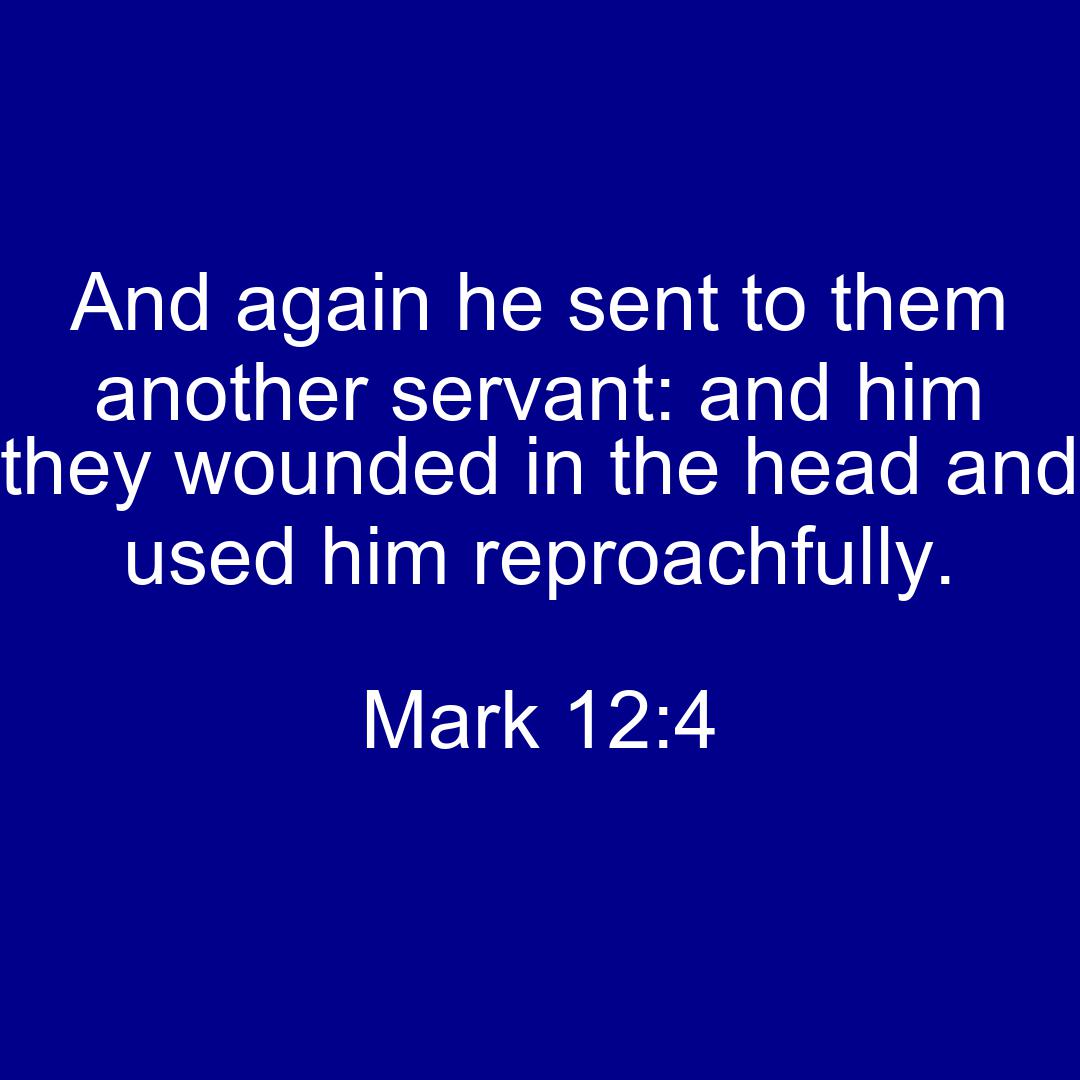 And again he sent to them
another servant: and him
they wounded in the head and
used him reproachfully.
Mark 12:4